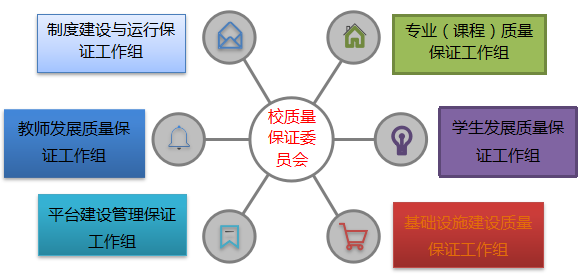 制度建设与运行保
证工作组
专业（课程）质量
保证工作组
教师发展质量保
证工作组
校质量
保证委
员会
学生发展质量保
证工作组
平台建设管理保证
工作组
基础设施建设质量
保证工作组